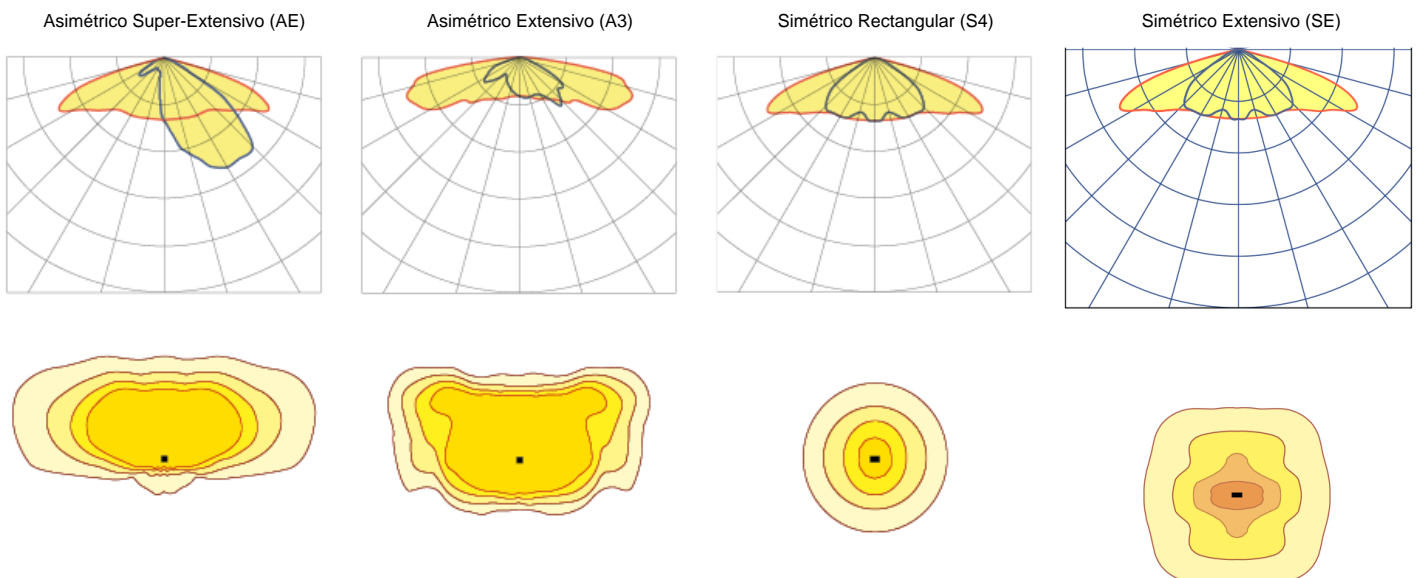 Asimétrico Super-Extensivo (AE)
Asimétrico Extensivo (A3)
Simétrico Rectangular (S4)
Simétrico Extensivo (SE)